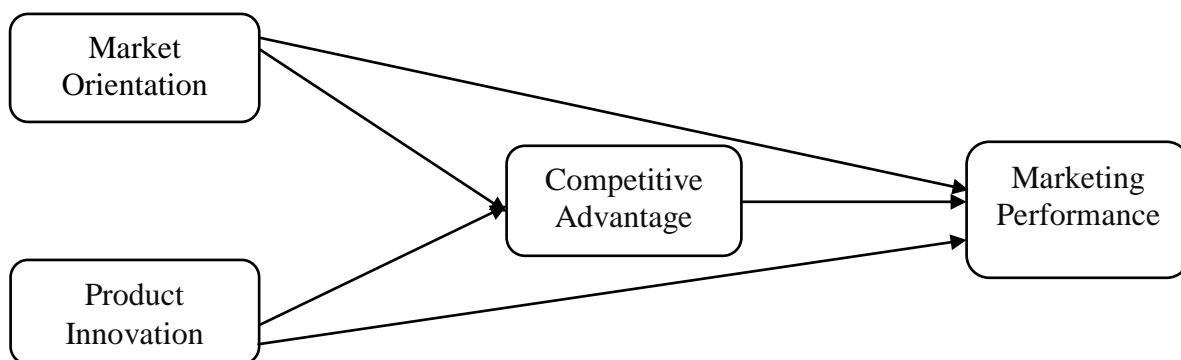 Market
Orientation
Competitive
Advantage
Marketing
Performance
Product
Innovation